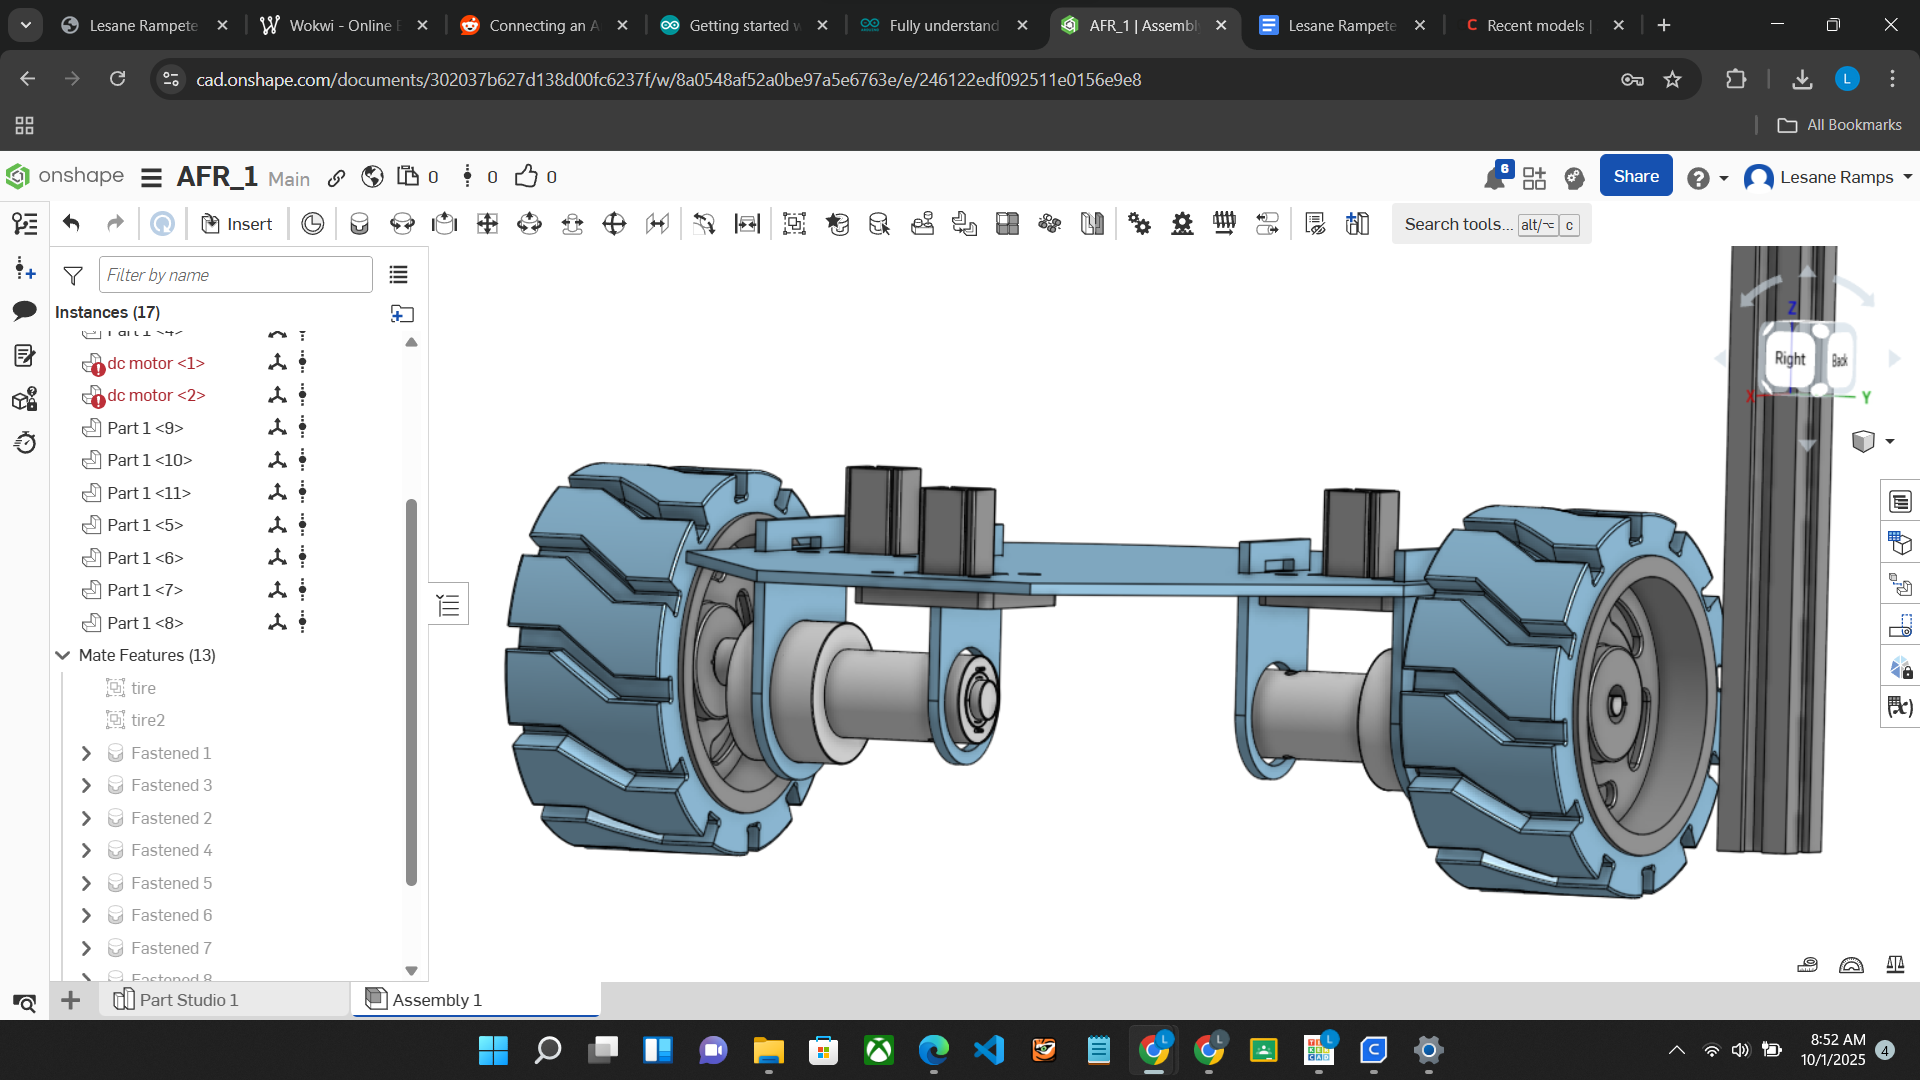 Lesane Rampete
Wokwi - Online E
Connecting an A
Getting started w
Fully understand
AFR_1 | Assembly
Lesane Rampete
Recent models |
cad.onshape.com/documents/302037b627d138d00fc6237f/w/8a0548af52a0be97a5e6763e/e/246122edf092511e0156e9e8
L
All Bookmarks
onshape
AFR_1 Main
0
0
0
6
Share
Lesane Ramps
Insert
Search tools... alt/⌥ c
Filter by name
Instances (17)
Part 1 <4>
dc motor <1>
dc motor <2>
Part 1 <9>
Part 1 <10>
Part 1 <11>
Part 1 <5>
Part 1 <6>
Part 1 <7>
Part 1 <8>
Mate Features (13)
tire
tire2
Fastened 1
Fastened 3
Fastened 2
Fastened 4
Fastened 5
Fastened 6
Fastened 7
Fastened 8
Z
Right
Back
X
Y
(x)
Part Studio 1
Assembly 1
8:52 AM
10/1/2025
4